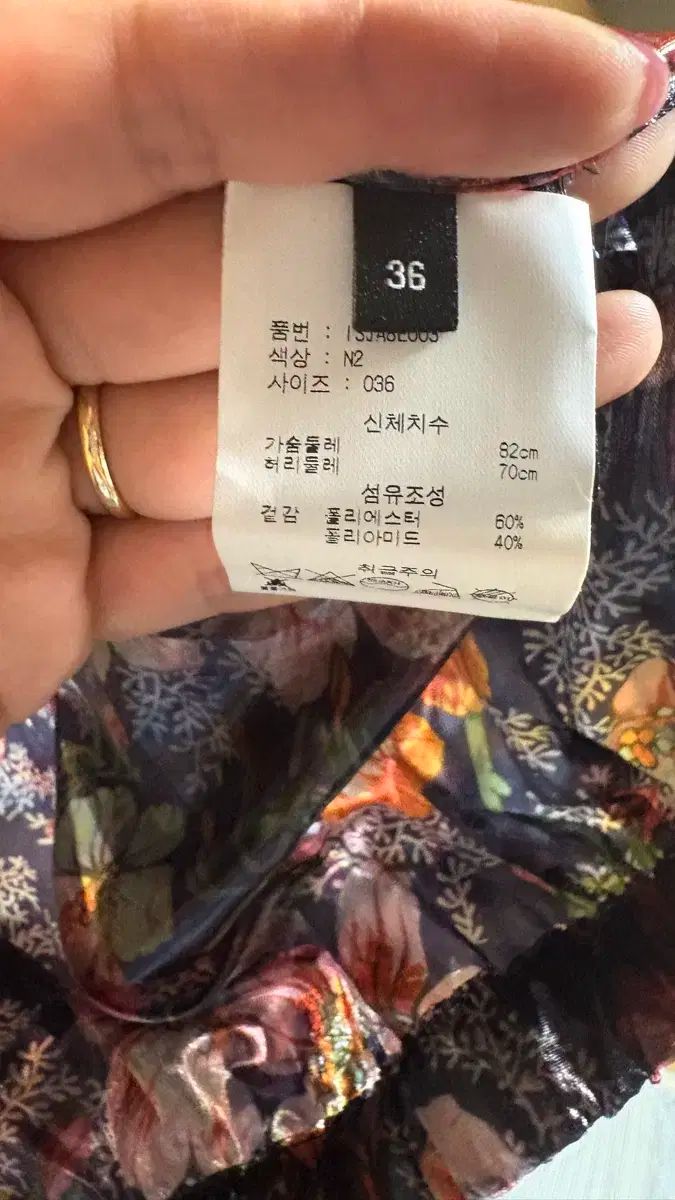 36
품번 :
색상 : N2
사이즈 : 036
신체치수
가슴둘레 82cm
허리둘레 70cm
섬유조성
겉감 폴리에스터 60%
폴리아미드 40%
취급주의